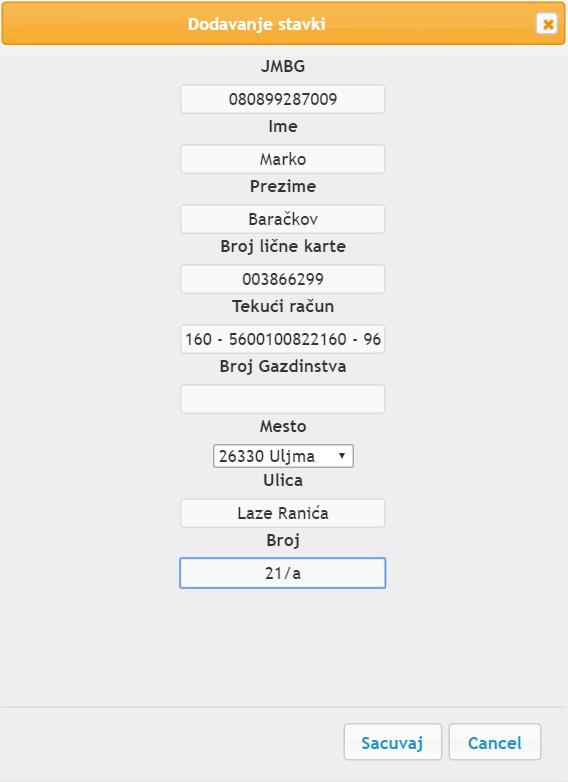 Dodavanje stavki
JMBG
080899287009
Ime
Marko
Prezime
Baračkov
Broj lične karte
003866299
Tekući račun
160 - 5600100822160 - 96
Broj Gazdinstva
Mesto
26330 Uljma
Ulica
Laze Ranića
Broj
21/a
Sacuvaj
Cancel